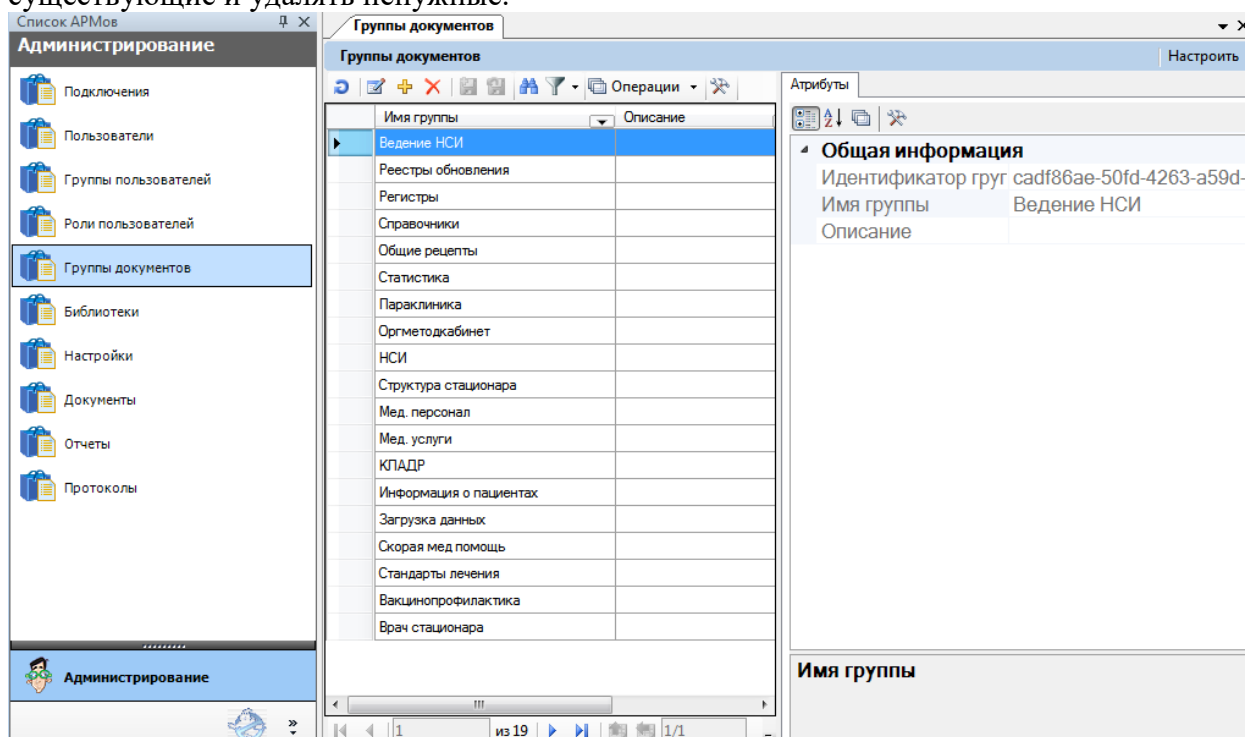 существующие и удалять ненужные.
Список АРМов
Администрирование
Подключения
Пользователи
Группы пользователей
Роли пользователей
Группы документов
Библиотеки
Настройки
Документы
Отчеты
Протоколы
Администрирование
Группы документов
Группы документов
Настроить
Операции
Имя группы
Описание
Ведение НСИ
Реестры обновления
Регистры
Справочники
Общие рецепты
Статистика
Параклиника
Оргметодкабинет
НСИ
Структура стационара
Мед. персонал
Мед. услуги
КЛАДР
Информация о пациентах
Загрузка данных
Скорая мед помощь
Стандарты лечения
Вакцинопрофилактика
Врач стационара
1 из 19 1/1
Атрибуты
Общая информация
Идентификатор груг cadf86ae-50fd-4263-a59d-
Имя группы Ведение НСИ
Описание
Имя группы